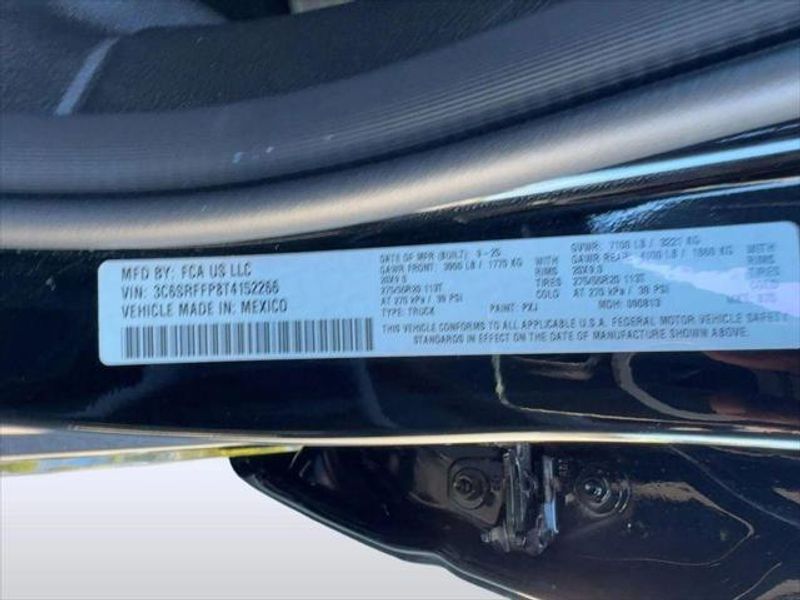 MFD BY: FCA US LLC
VIN: 3C6SRFFP8T4152266
VEHICLE MADE IN: MEXICO
DATE OF MFR (BUILT): 9-25
GAWR FRONT: 3900 LB / 1770 KG WITH
20X9.0 RIMS
275/55R20 113T TIRES
AT 270 kPa / 39 PSI COLD
TYPE: TRUCK PAINT: PXJ
GVWR: 7100 LB / 3221 KG
GAWR REAR: 4100 LB / 1860 KG WITH
20X9.0 RIMS
275/55R20 113T TIRES
AT 270 kPa / 39 PSI COLD
MDH: 090813
THIS VEHICLE CONFORMS TO ALL APPLICABLE U.S.A. FEDERAL MOTOR VEHICLE SAFETY
STANDARDS IN EFFECT ON THE DATE OF MANUFACTURE SHOWN ABOVE.